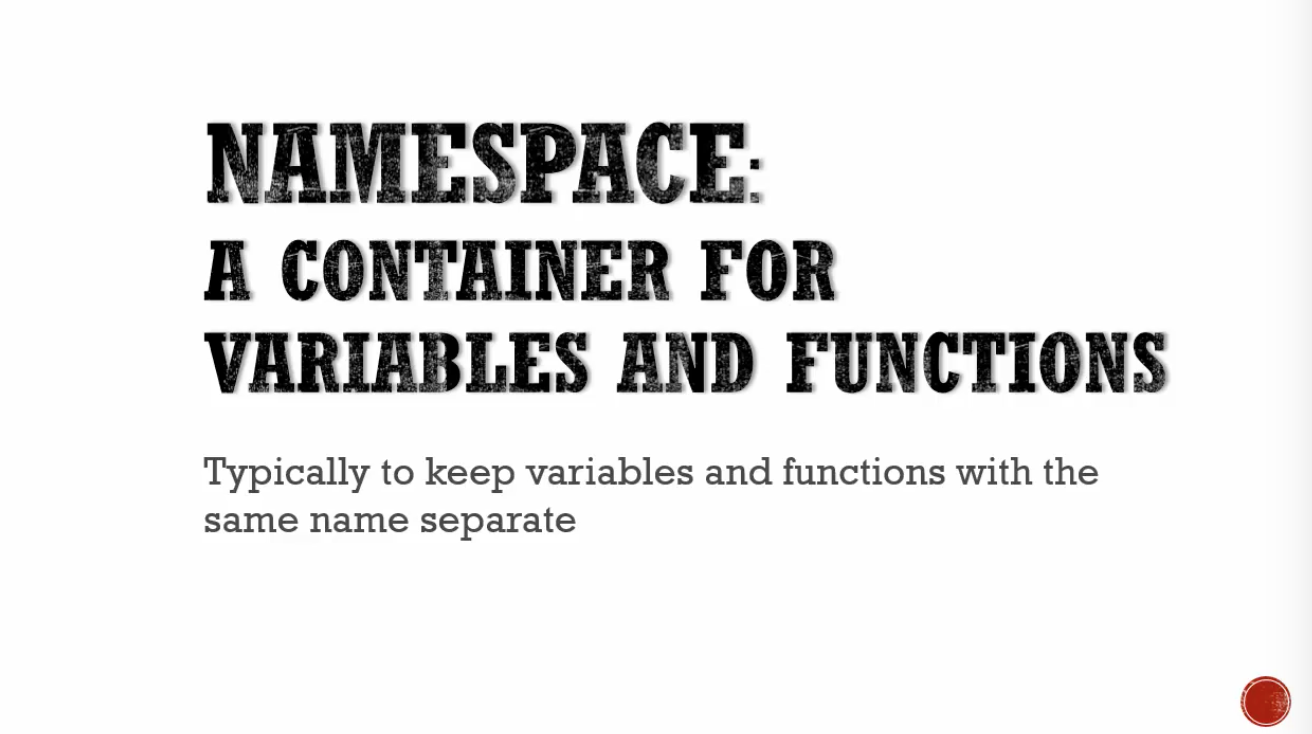 NAMESPACE:
A CONTAINER FOR
VARIABLES AND FUNCTIONS
Typically to keep variables and functions with the
same name separate